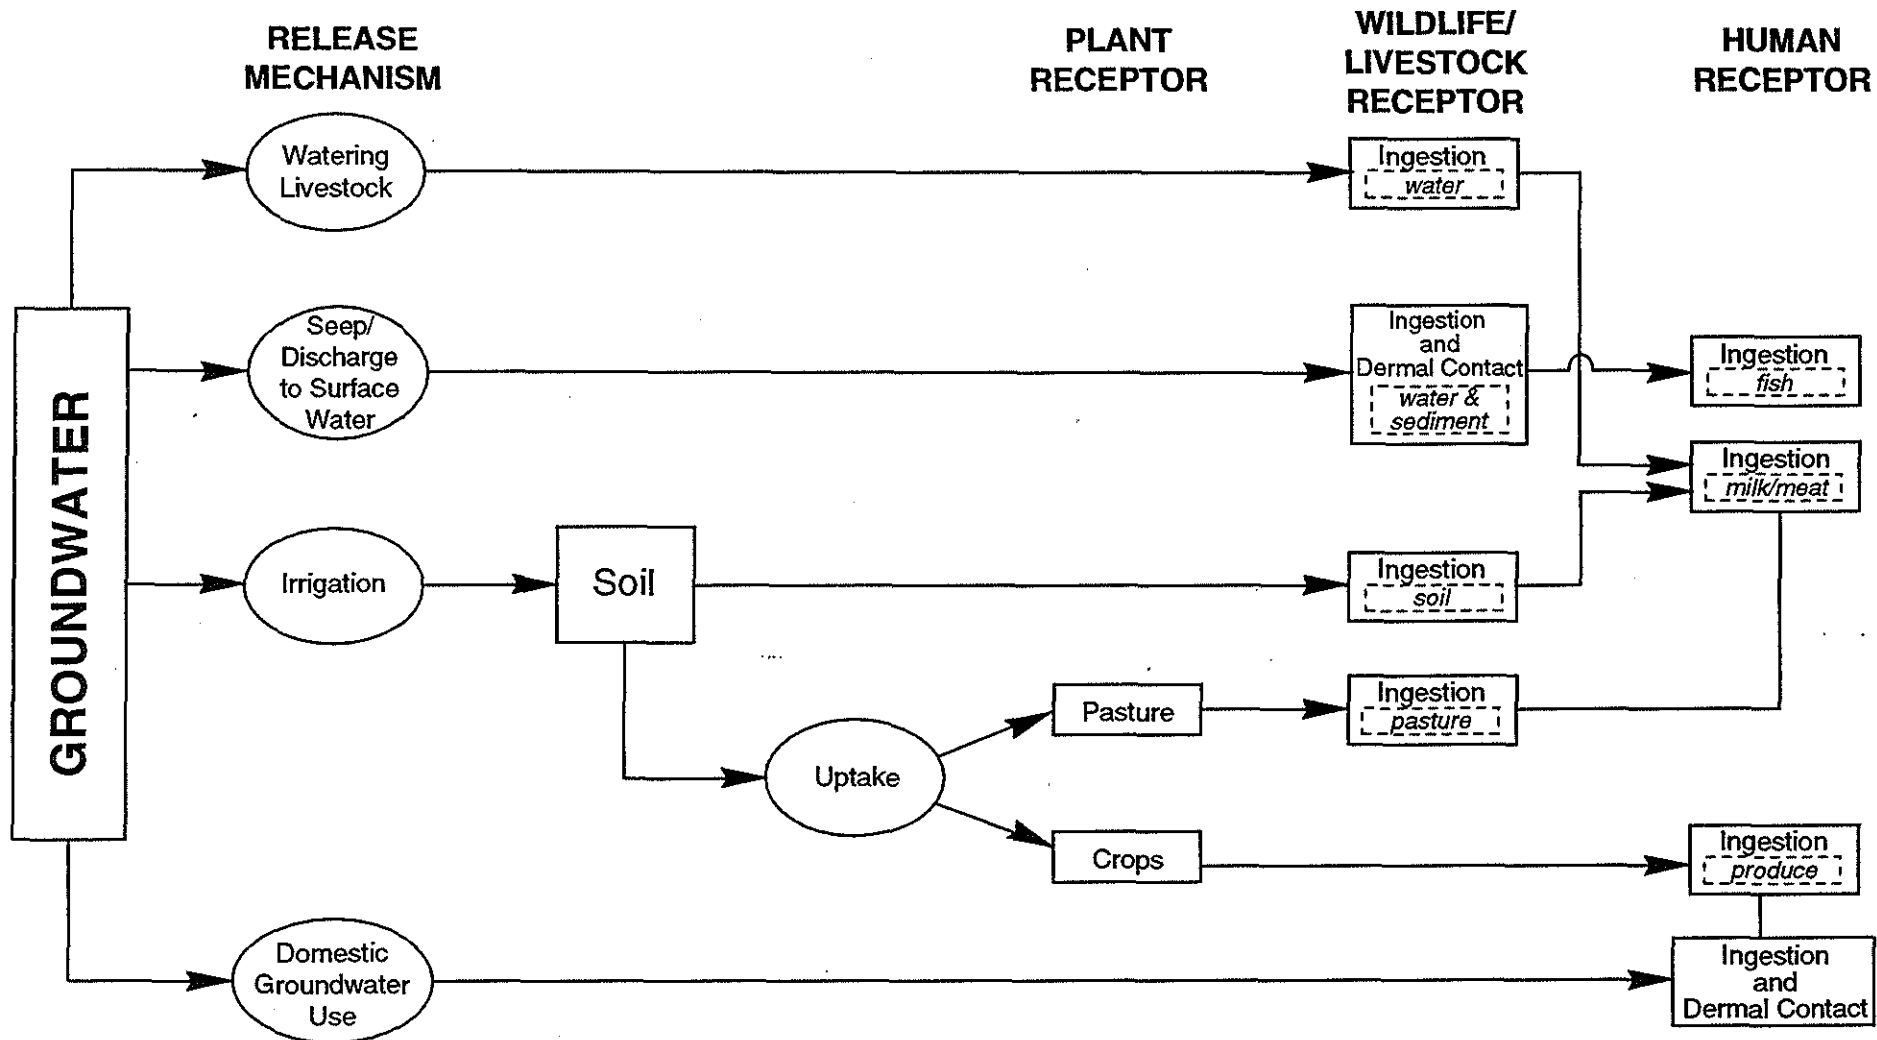 RELEASE
MECHANISM
PLANT
RECEPTOR
WILDLIFE/
LIVESTOCK
RECEPTOR
HUMAN
RECEPTOR
Watering
Livestock
Ingestion
water
GROUNDWATER
Seep/
Discharge
to Surface
Water
Ingestion
and
Dermal Contact
water &
sediment
Ingestion
fish
Ingestion
milk/meat
Irrigation
Soil
Ingestion
soil
Pasture
Ingestion
pasture
Uptake
Crops
Ingestion
produce
Domestic
Groundwater
Use
Ingestion
and
Dermal Contact